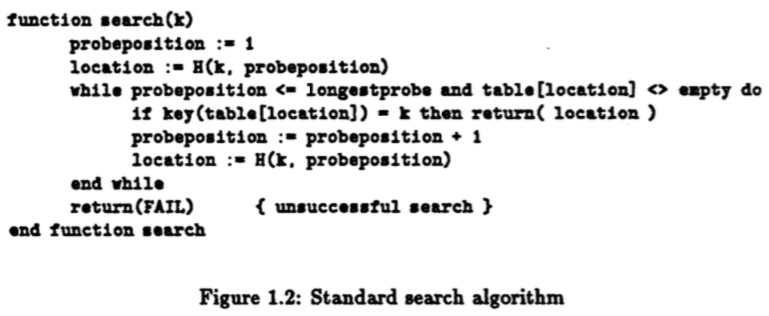 function search(k)
probeposition := 1
location := H(k, probeposition)
while probeposition <= longestprobe and table[location] <> empty do
if key(table[location]) = k then return( location )
probeposition := probeposition + 1
location := H(k, probeposition)
end while
return(FAIL) { unsuccessful search }
end function search
Figure 1.2: Standard search algorithm